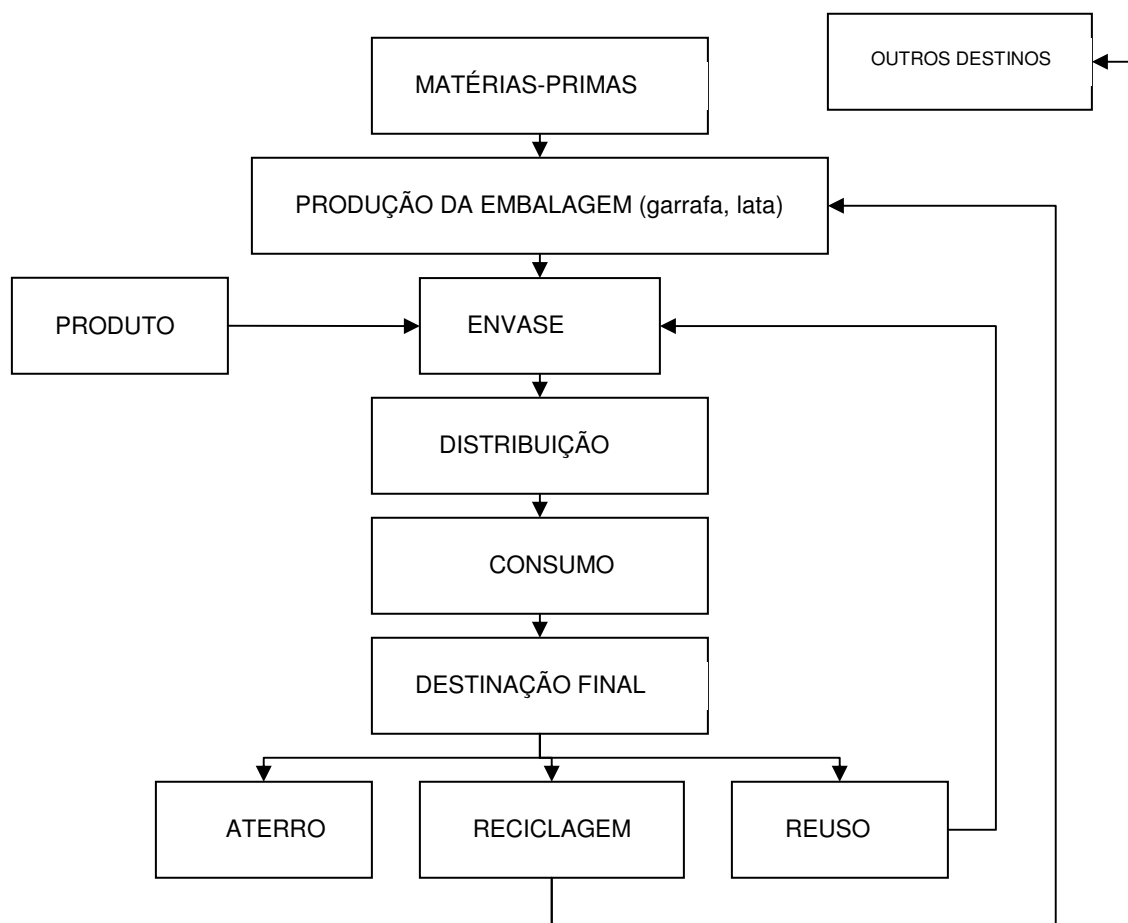 OUTROS DESTINOS
MATÉRIAS-PRIMAS
PRODUÇÃO DA EMBALAGEM (garrafa, lata)
PRODUTO
ENVASE
DISTRIBUIÇÃO
CONSUMO
DESTINAÇÃO FINAL
ATERRO
RECICLAGEM
REUSO